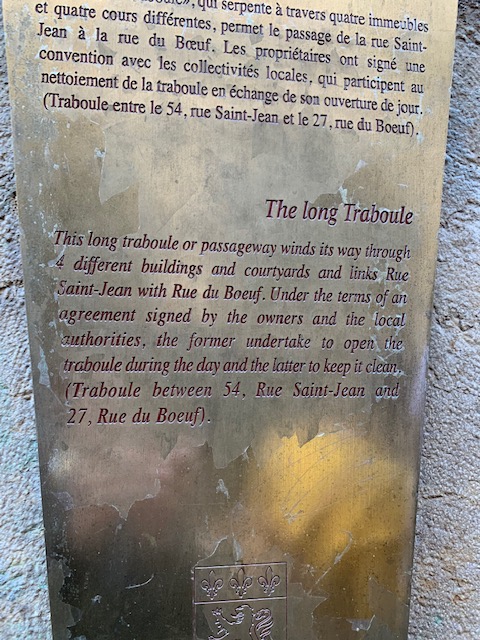 qui serpente à travers quatre immeubles
et quatre cours différentes, permet le passage de la rue Saint-
Jean à la rue du Bœuf. Les propriétaires ont signé une
convention avec les collectivités locales, qui participent au
nettoiement de la traboule en échange de son ouverture de jour.
(Traboule entre le 54, rue Saint-Jean et le 27, rue du Bœuf).
The long Traboule
This long traboule or passageway winds its way through
4 different buildings and courtyards and links Rue
Saint-Jean with Rue du Boeuf. Under the terms of an
agreement signed by the owners and the local
authorities, the former undertake to open the
traboule during the day and the latter to keep it clean,
(Traboule between 54, Rue Saint-Jean and
27, Rue du Boeuf).